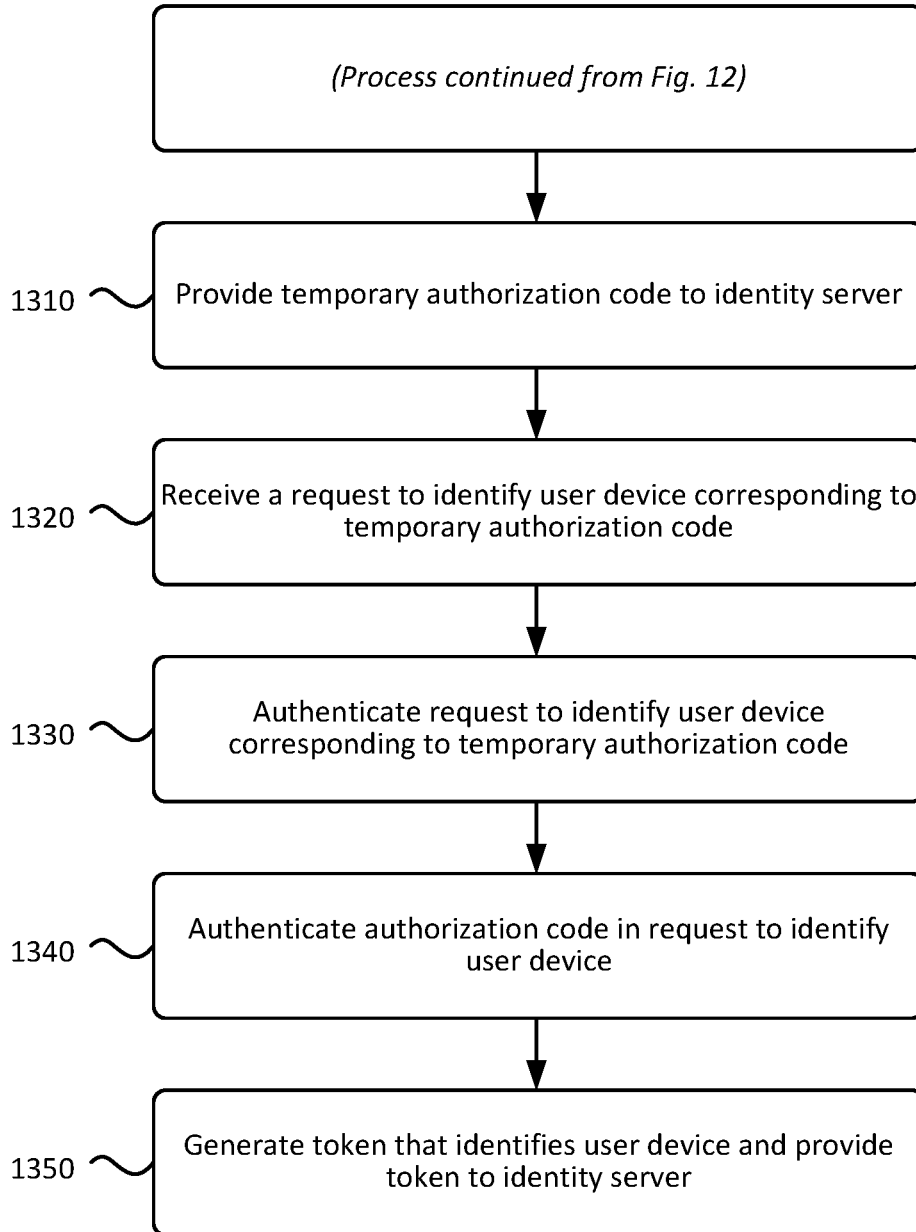 (Process continued from Fig. 12)
1310
Provide temporary authorization code to identity server
1320
Receive a request to identify user device corresponding to
temporary authorization code
1330
Authenticate request to identify user device
corresponding to temporary authorization code
1340
Authenticate authorization code in request to identify
user device
1350
Generate token that identifies user device and provide
token to identity server